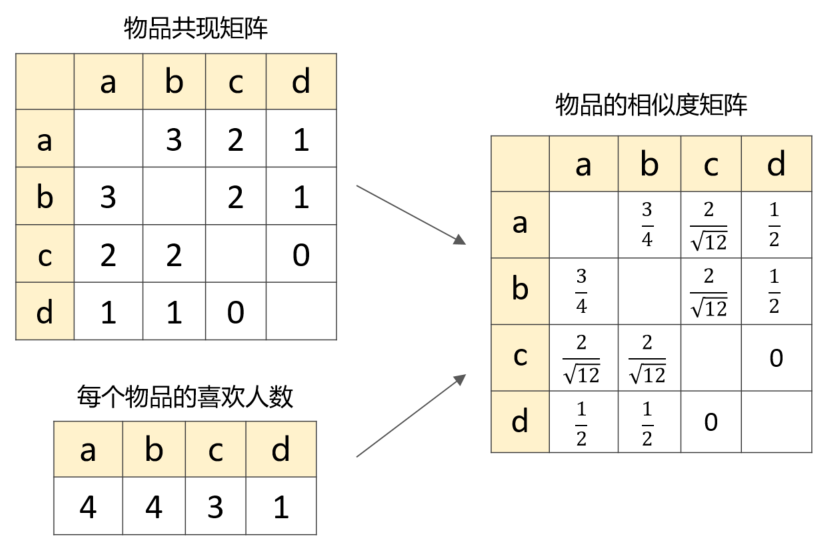 物品共现矩阵
a b c d
a 3 2 1
b 3 2 1
c 2 2 0
d 1 1 0
每个物品的喜欢人数
a b c d
4 4 3 1
物品的相似度矩阵
a b c d
a 3/4 2/√12 1/2
b 3/4 2/√12 1/2
c 2/√12 2/√12 0
d 1/2 1/2 0